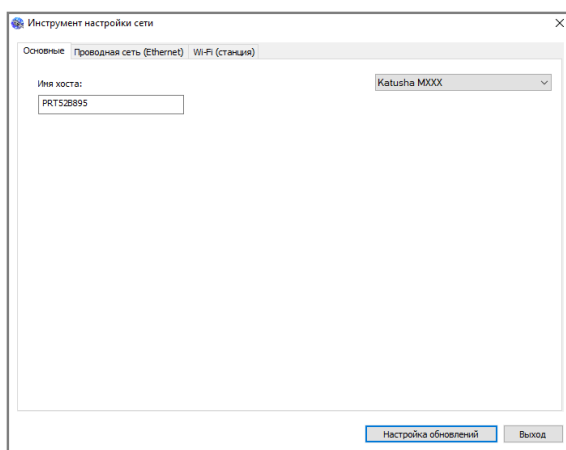 Инструмент настройки сети
Основные Проводная сеть (Ethernet) Wi-Fi (станция)
Имя хоста: Katusha MXXX
PRT52B895
Настройка обновлений Выход